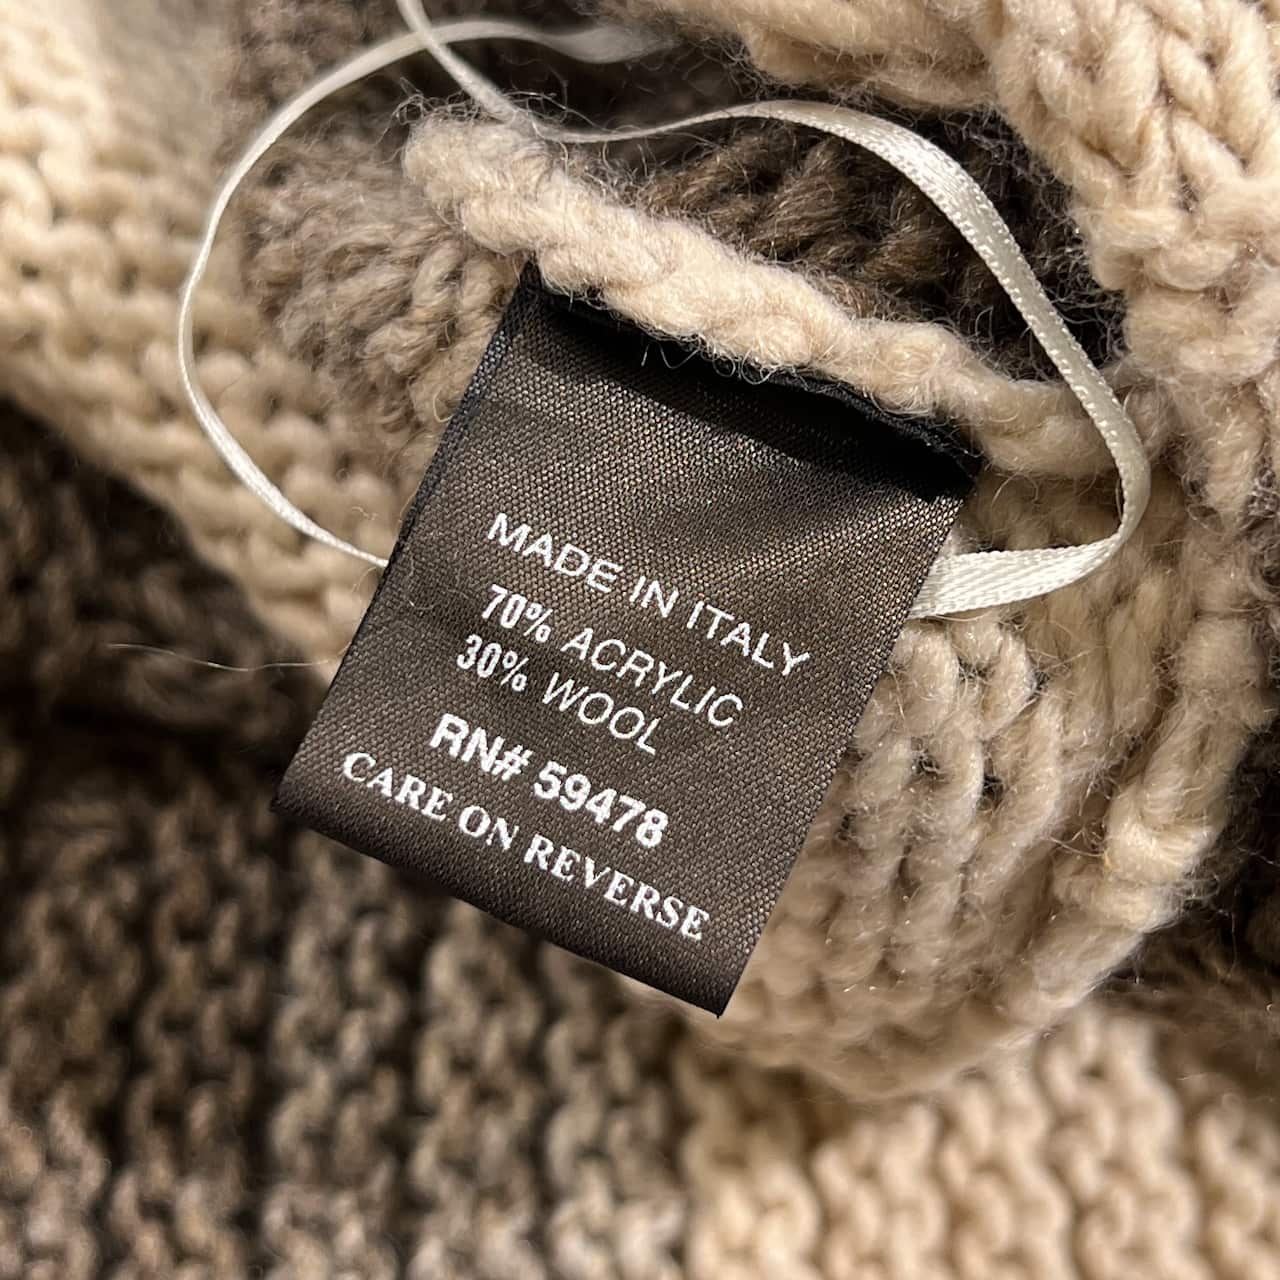 MADE IN ITALY
70% ACRYLIC
30% WOOL
RN# 59478
CARE ON REVERSE